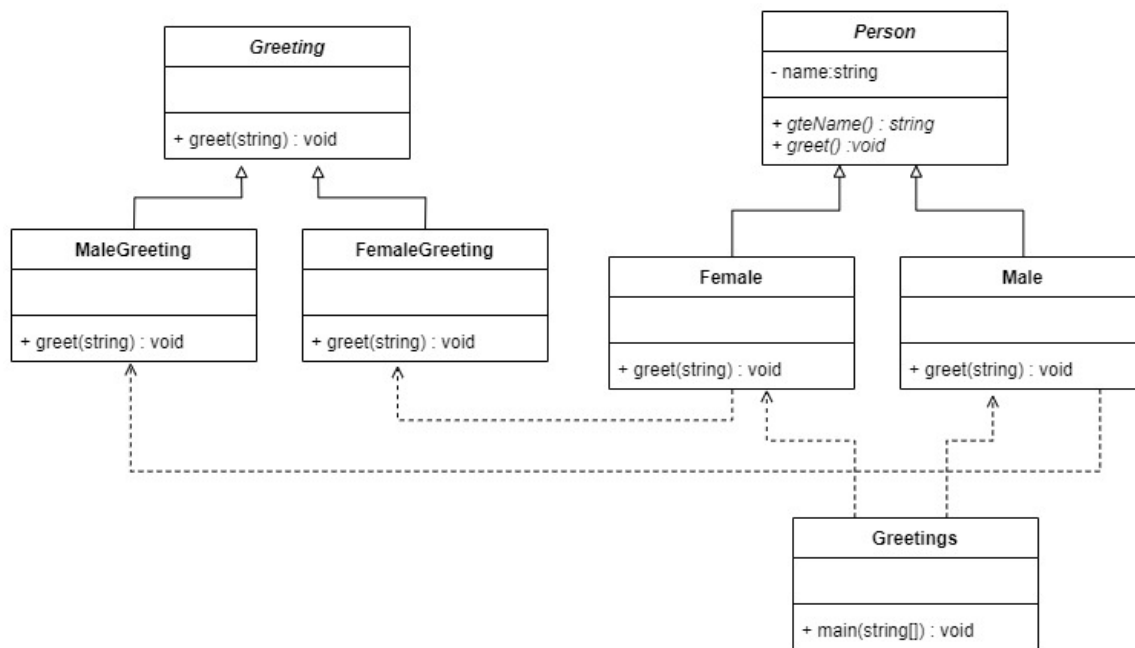 Greeting
+ greet(string) : void
Person
- name:string
+ gteName() : string
+ greet() :void
MaleGreeting
+ greet(string) : void
FemaleGreeting
+ greet(string) : void
Female
+ greet(string) : void
Male
+ greet(string) : void
Greetings
+ main(string[]) : void